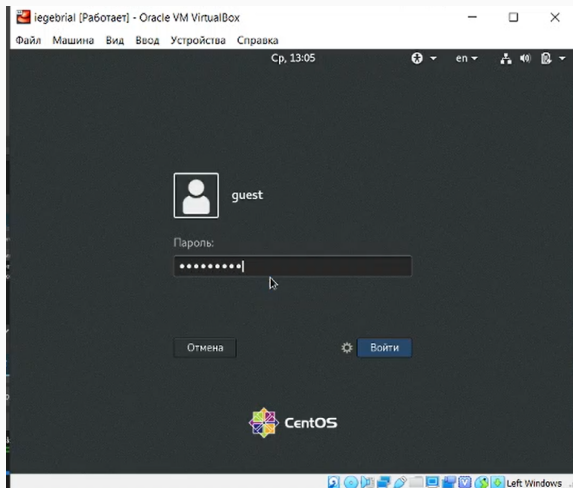 iegebrial [Работает] - Oracle VM VirtualBox
Файл Машина Вид Ввод Устройства Справка
Ср, 13:05 en
guest
Пароль:
Отмена Войти
CentOS
Left Windows